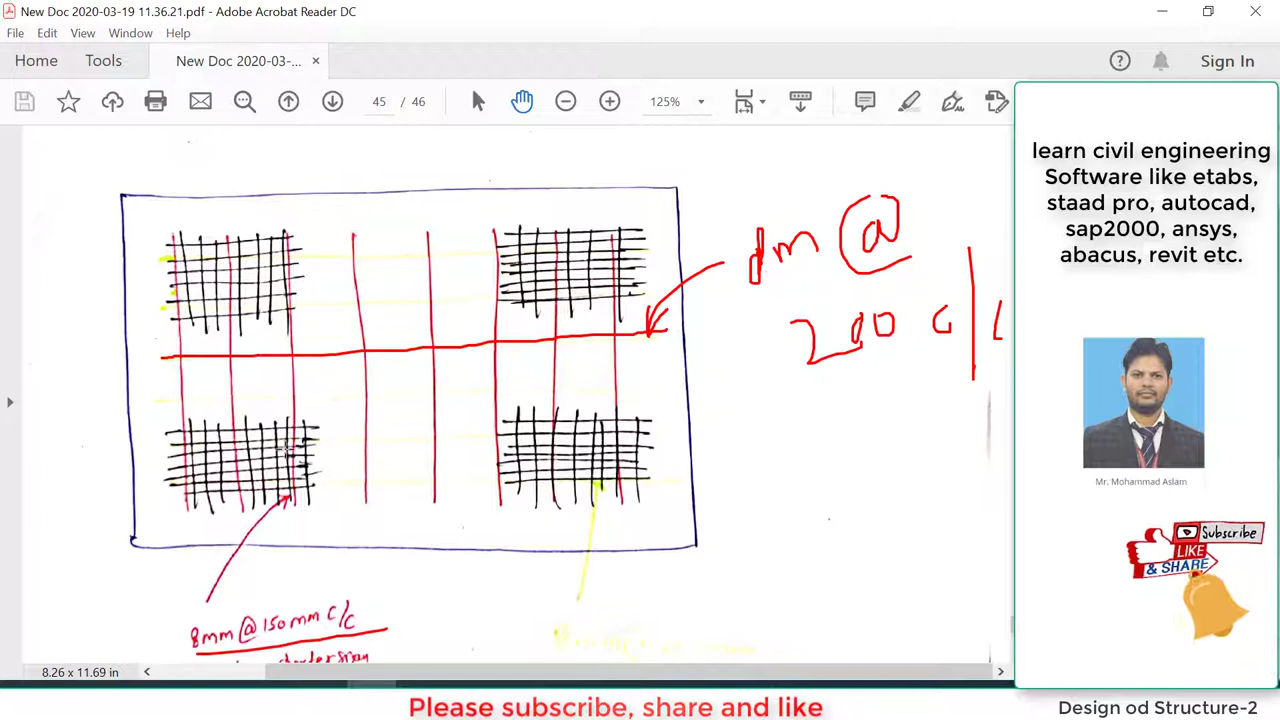 New Doc 2020-03-19 11.36.21.pdf - Adobe Acrobat Reader DC
File Edit View Window Help
Home Tools New Doc 2020-03-... × Sign In
45 / 46 125%
learn civil engineering
Software like etabs,
staad pro, autocad,
sap2000, ansys,
abacus, revit etc.
@
200 c/
Mr. Mohammad Aslam
Subscribe
LIKE
& SHARE
8mm @ 150mm C/C
8.26 x 11.69 in
Please subscribe, share and like
Design od Structure-2